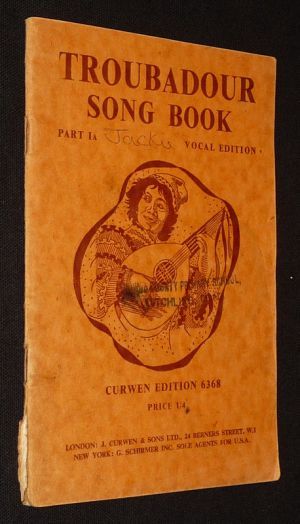 TROUBADOUR
SONG BOOK
PART IA Jacky VOCAL EDITION
CURWEN EDITION 6368
PRICE 1/4
LONDON: J. CURWEN & SONS LTD., 24 BERNERS STREET, W.1
NEW YORK: G. SCHIRMER INC. SOLE AGENTS FOR U.S.A.